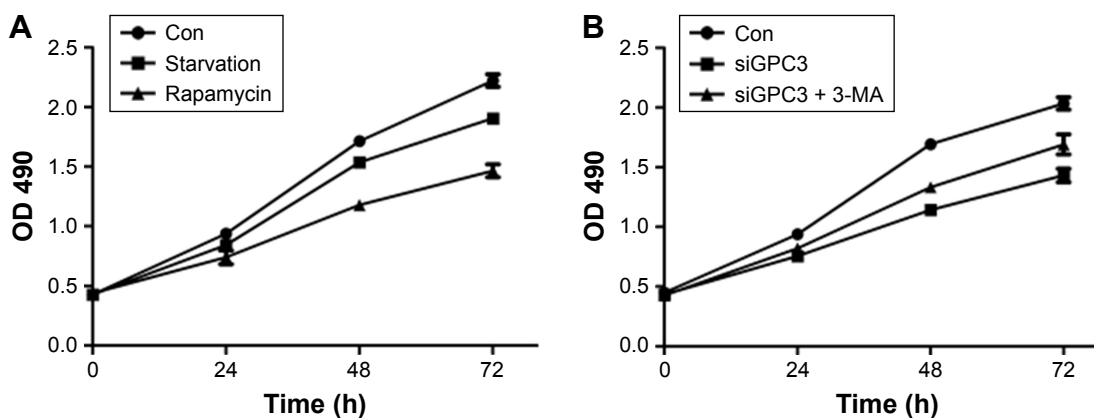 A
Con
Starvation
Rapamycin
2.5
2.0
1.5
1.0
0.5
0.0
OD 490
0 24 48 72
Time (h)
B
Con
siGPC3
siGPC3 + 3-MA
2.5
2.0
1.5
1.0
0.5
0.0
OD 490
0 24 48 72
Time (h)